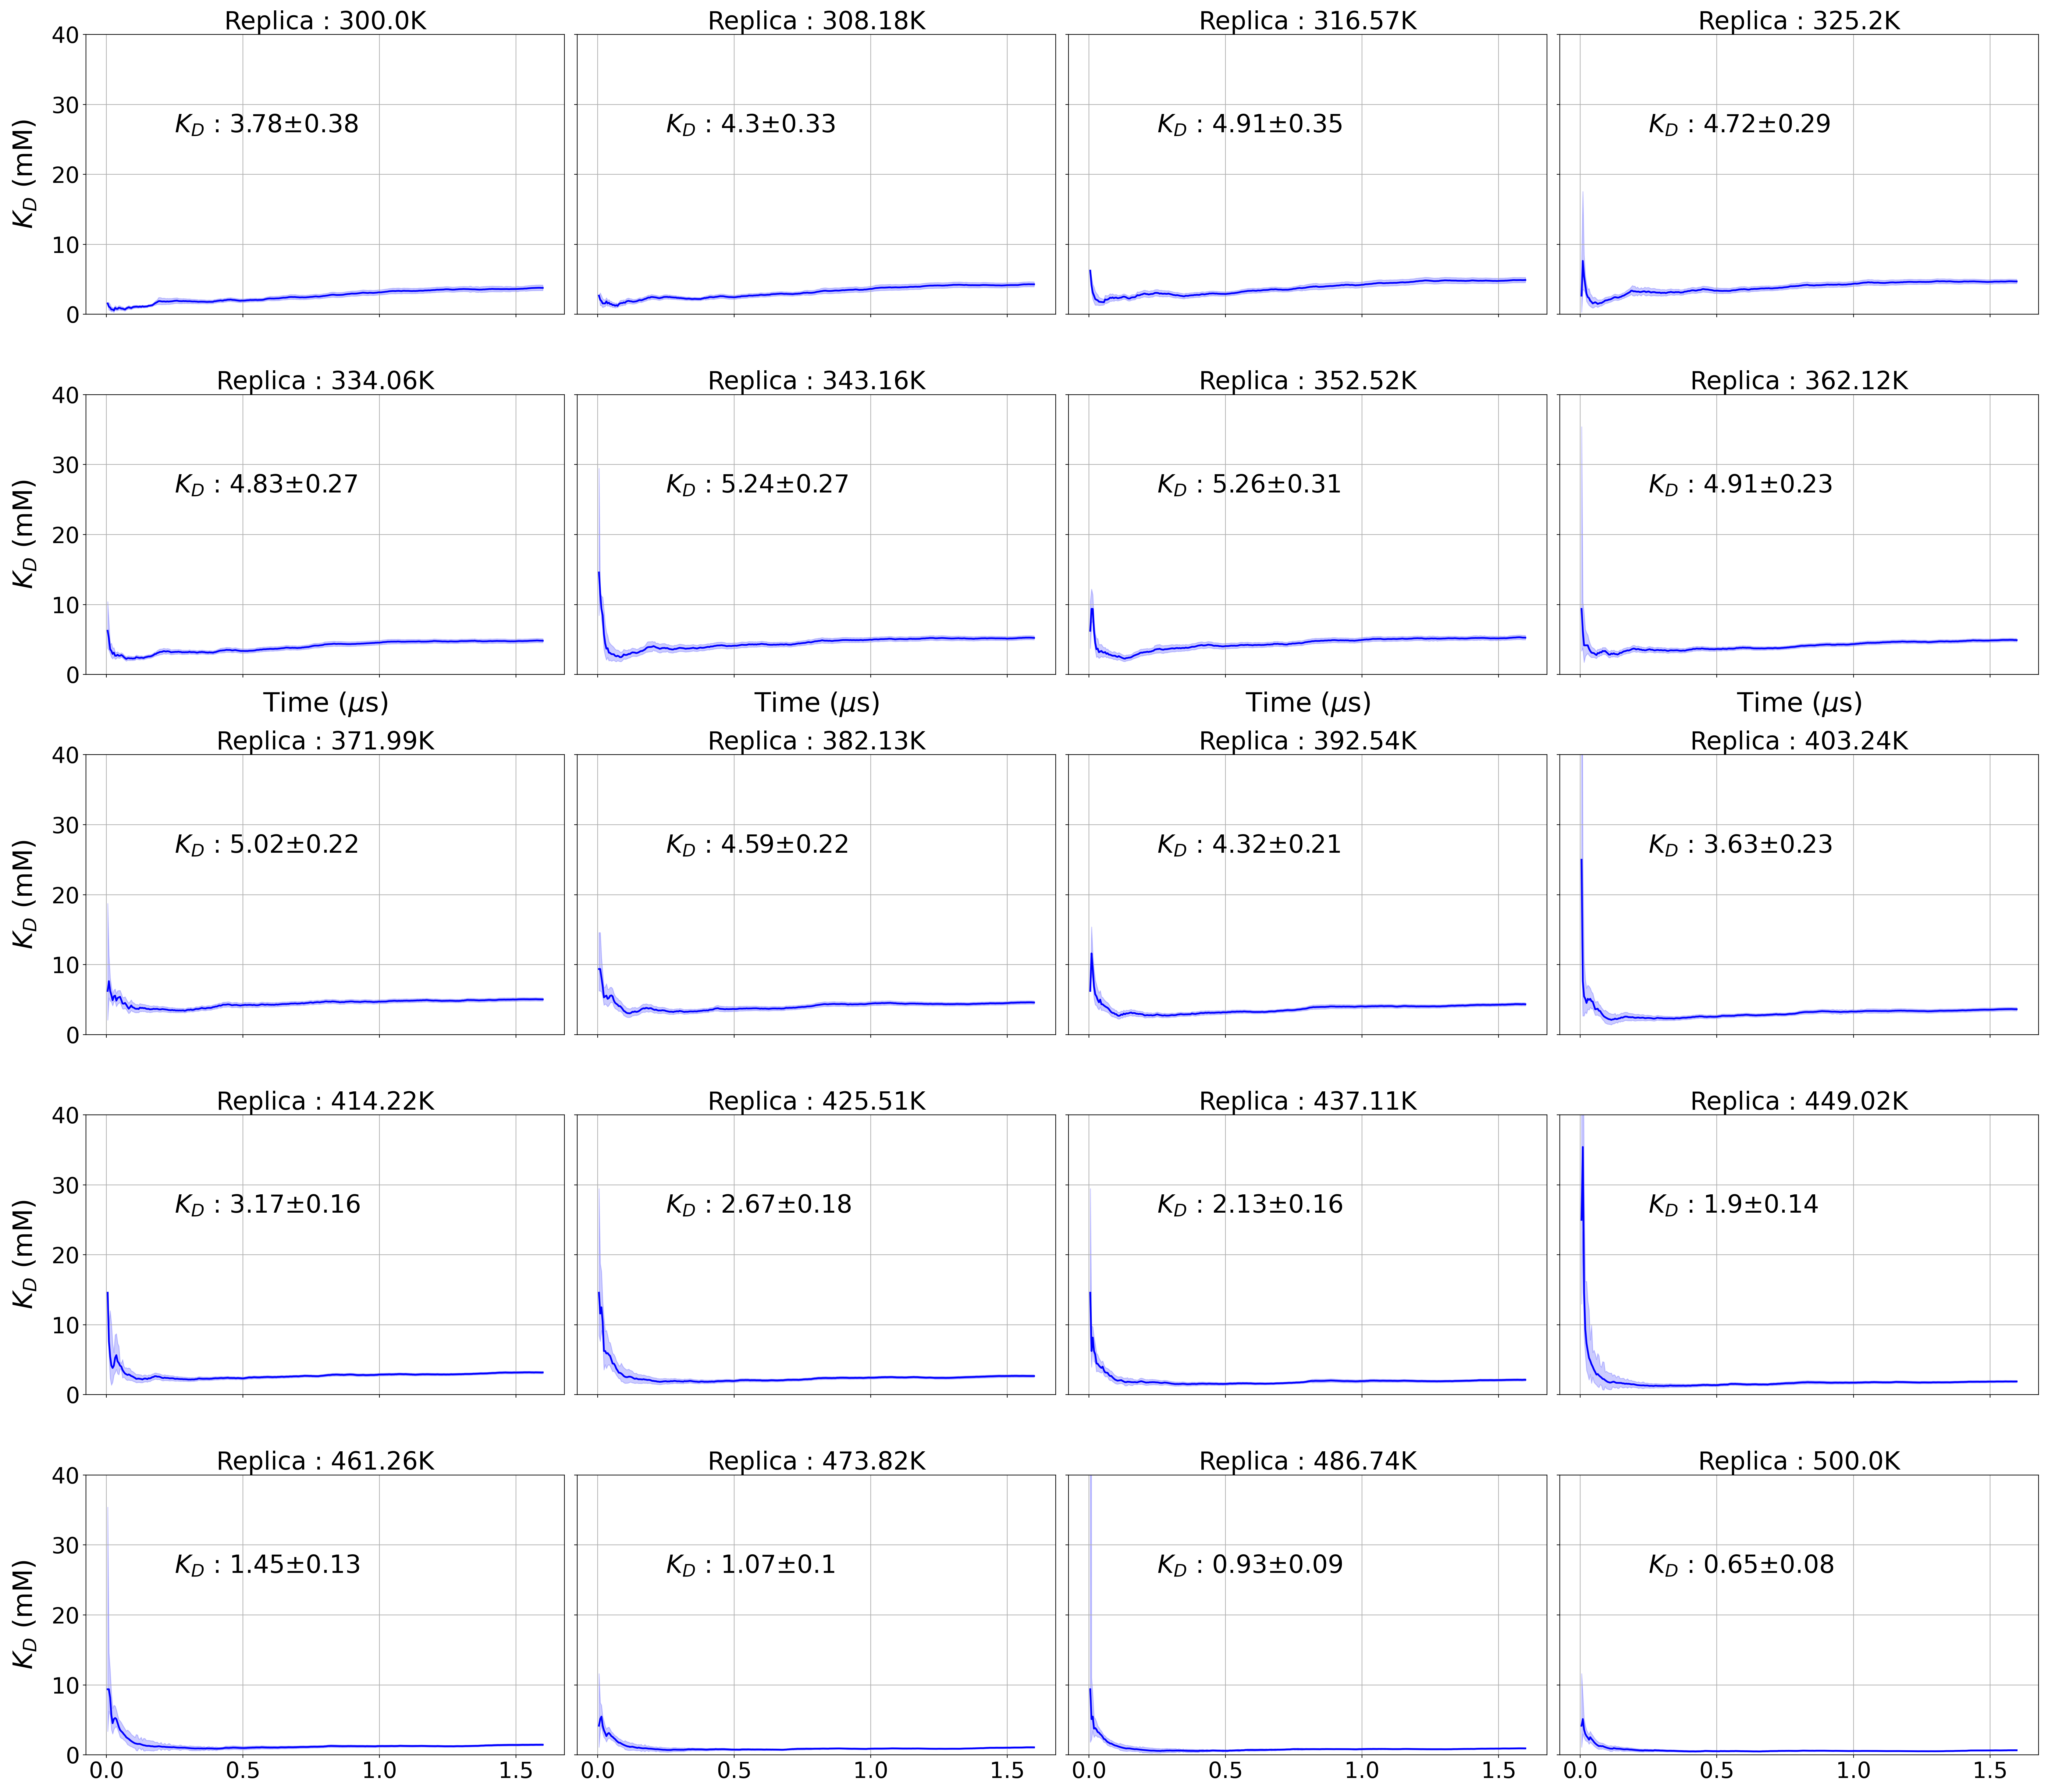 Replica : 300.0K
Replica : 308.18K
Replica : 316.57K
Replica : 325.2K
K_D (mM)
40
30
20
10
0
K_D : 3.78±0.38
K_D : 4.3±0.33
K_D : 4.91±0.35
K_D : 4.72±0.29
Replica : 334.06K
Replica : 343.16K
Replica : 352.52K
Replica : 362.12K
K_D (mM)
40
30
20
10
0
K_D : 4.83±0.27
K_D : 5.24±0.27
K_D : 5.26±0.31
K_D : 4.91±0.23
Time (μs)
Time (μs)
Time (μs)
Time (μs)
Replica : 371.99K
Replica : 382.13K
Replica : 392.54K
Replica : 403.24K
K_D (mM)
40
30
20
10
0
K_D : 5.02±0.22
K_D : 4.59±0.22
K_D : 4.32±0.21
K_D : 3.63±0.23
Replica : 414.22K
Replica : 425.51K
Replica : 437.11K
Replica : 449.02K
K_D (mM)
40
30
20
10
0
K_D : 3.17±0.16
K_D : 2.67±0.18
K_D : 2.13±0.16
K_D : 1.9±0.14
Replica : 461.26K
Replica : 473.82K
Replica : 486.74K
Replica : 500.0K
K_D (mM)
40
30
20
10
0
K_D : 1.45±0.13
K_D : 1.07±0.1
K_D : 0.93±0.09
K_D : 0.65±0.08
0.0 0.5 1.0 1.5
0.0 0.5 1.0 1.5
0.0 0.5 1.0 1.5
0.0 0.5 1.0 1.5